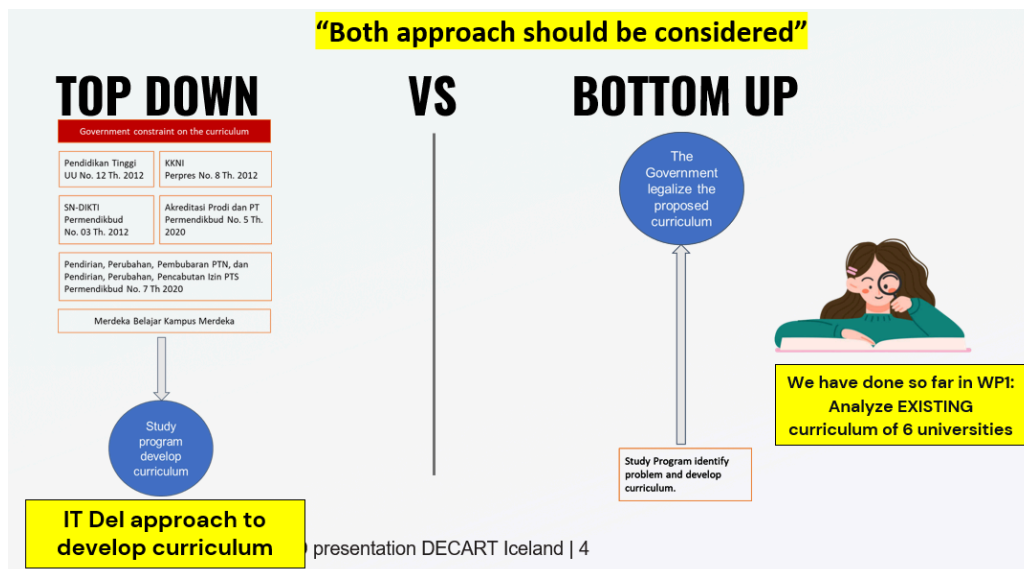 “Both approach should be considered”
TOP DOWN
VS
BOTTOM UP
Government constraint on the curriculum
Pendidikan Tinggi
UU No. 12 Th. 2012
KKNI
Perpres No. 8 Th. 2012
SN-DIKTI
Permendikbud
No. 03 Th. 2012
Akreditasi Prodi dan PT
Permendikbud No. 5 Th.
2020
Pendirian, Perubahan, Pembubaran PTN, dan
Pendirian, Perubahan, Pencabutan Izin PTS
Permendikbud No. 7 Th 2020
Merdeka Belajar Kampus Merdeka
Study
program
develop
curriculum
IT Del approach to
develop curriculum
The
Government
legalize the
proposed
curriculum
Study Program identify
problem and develop
curriculum.
We have done so far in WP1:
Analyze EXISTING
curriculum of 6 universities
presentation DECART Iceland | 4